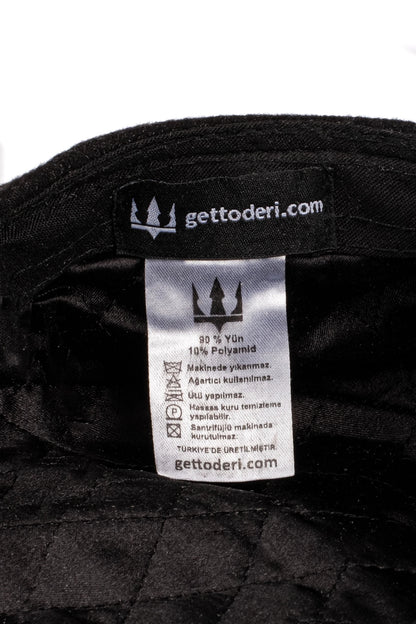 gettoderi.com
90 % Yün
10% Polyamid
Makinede yıkanmaz.
Ağartıcı kullanılmaz.
Ütü yapılmaz.
P
Hassas kuru temizleme
yapılabilir.
Santrifüjlü makinada
kurutulmaz.
TÜRKİYE'DE ÜRETİLMİŞTİR.
gettoderi.com